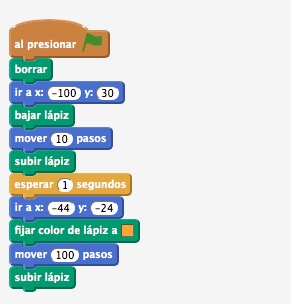 al presionar
borrar
ir a x: -100 y: 30
bajar lápiz
mover 10 pasos
subir lápiz
esperar 1 segundos
ir a x: -44 y: -24
fijar color de lápiz a
mover 100 pasos
subir lápiz